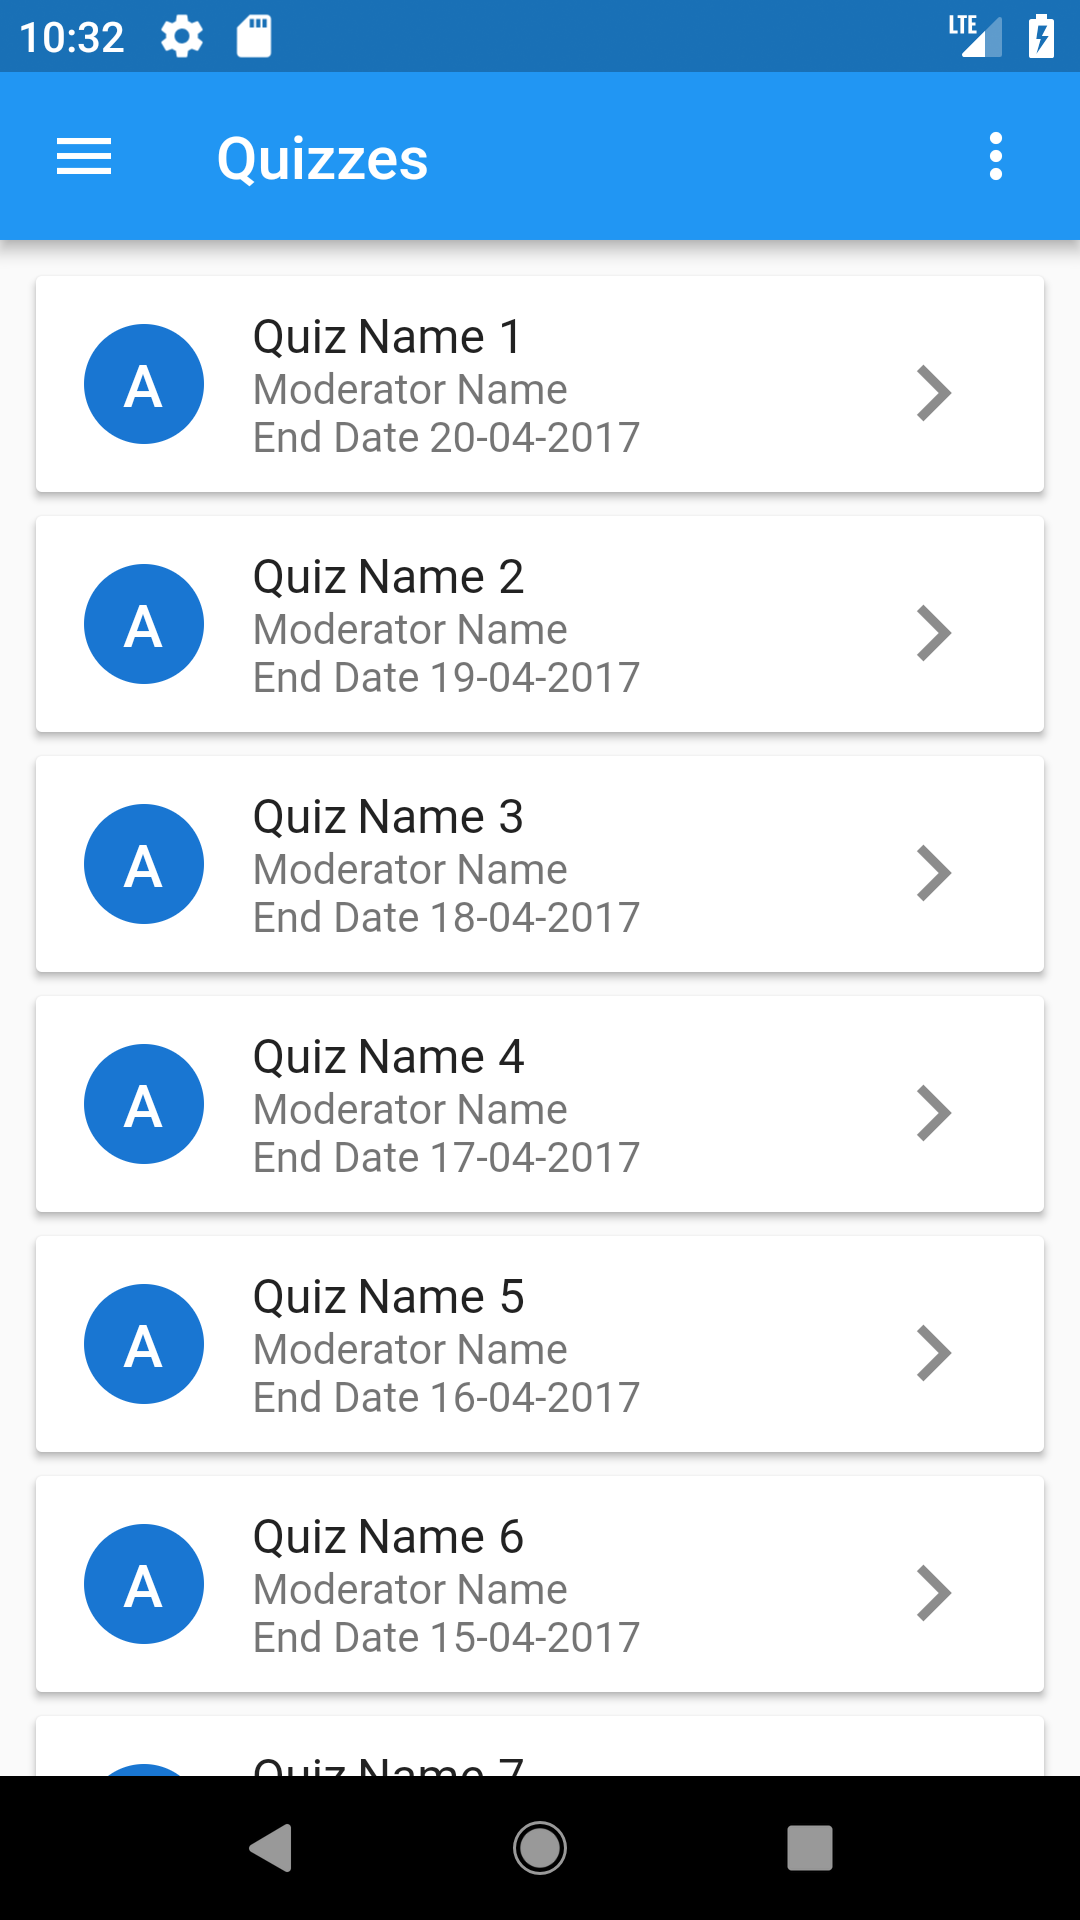 10:32 LTE
Quizzes
Quiz Name 1
A
Moderator Name
End Date 20-04-2017
Quiz Name 2
A
Moderator Name
End Date 19-04-2017
Quiz Name 3
A
Moderator Name
End Date 18-04-2017
Quiz Name 4
A
Moderator Name
End Date 17-04-2017
Quiz Name 5
A
Moderator Name
End Date 16-04-2017
Quiz Name 6
A
Moderator Name
End Date 15-04-2017
Quiz Name 7